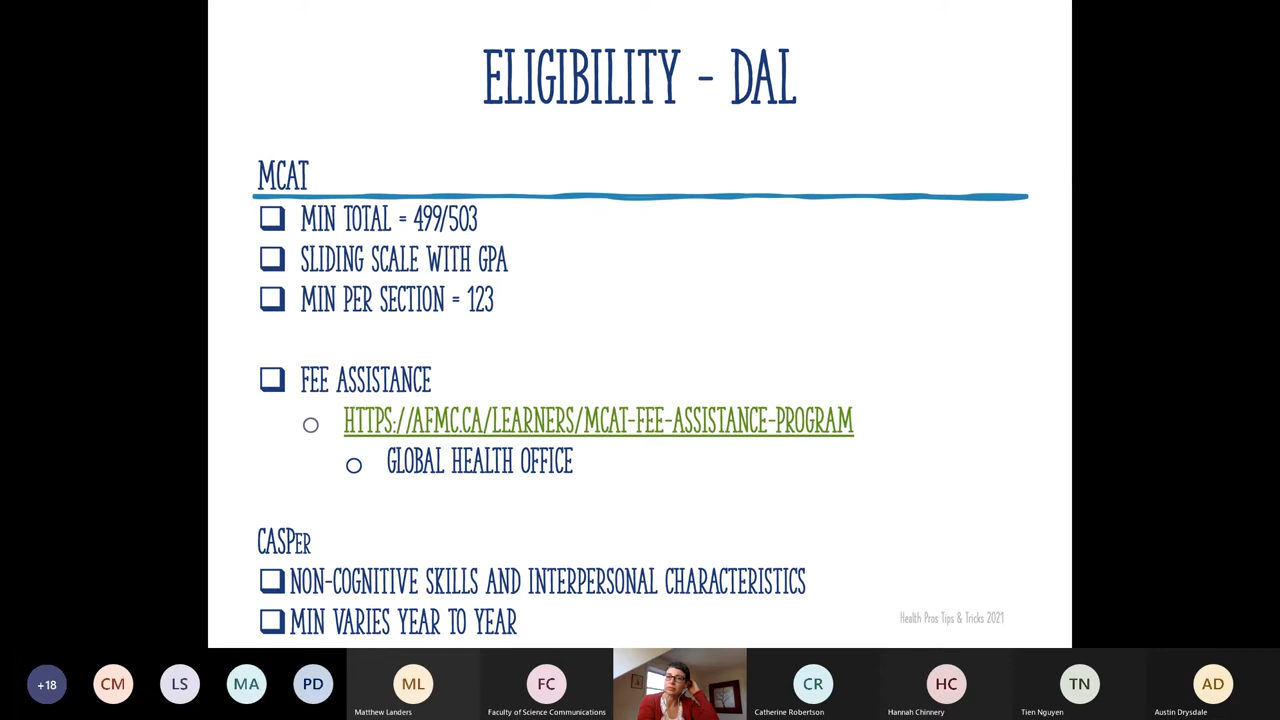 ELIGIBILITY - DAL
MCAT
MIN TOTAL = 499/503
SLIDING SCALE WITH GPA
MIN PER SECTION = 123
FEE ASSISTANCE
HTTPS://AFMC.CA/LEARNERS/MCAT-FEE-ASSISTANCE-PROGRAM
GLOBAL HEALTH OFFICE
CASPER
NON-COGNITIVE SKILLS AND INTERPERSONAL CHARACTERISTICS
MIN VARIES YEAR TO YEAR
Health Pros Tips & Tricks 2021
+18 CM LS MA PD ML FC CR HC TN AD
Matthew Landers Faculty of Science Communications Catherine Robertson Hannah Chinnery Tien Nguyen Austin Drysdale